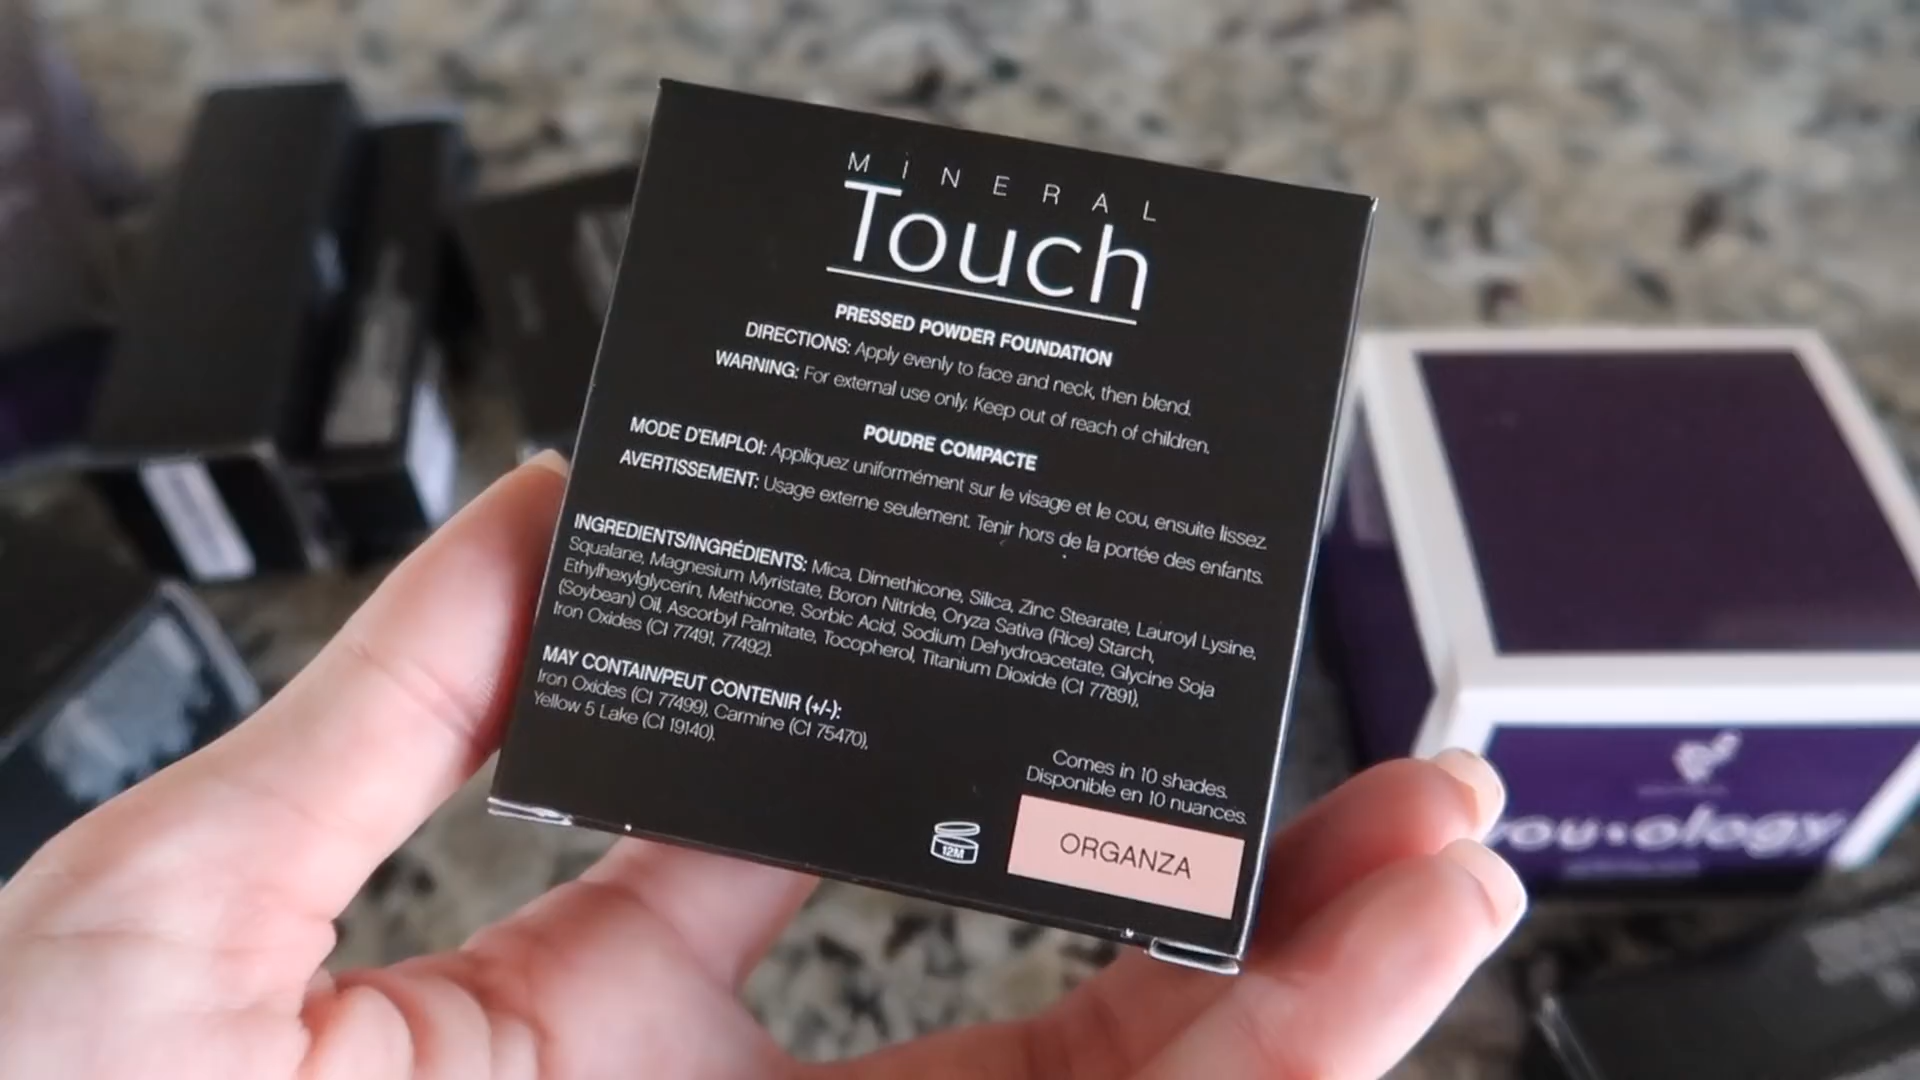 MINERAL
Touch
PRESSED POWDER FOUNDATION
DIRECTIONS: Apply evenly to face and neck, then blend.
WARNING: For external use only. Keep out of reach of children.
POUDRE COMPACTE
MODE D'EMPLOI: Appliquez uniformément sur le visage et le cou, ensuite lissez.
AVERTISSEMENT: Usage externe seulement. Tenir hors de la portée des enfants.
INGREDIENTS/INGRÉDIENTS: Mica, Dimethicone, Silica, Zinc Stearate, Lauroyl Lysine,
Squalane, Magnesium Myristate, Boron Nitride, Oryza Sativa (Rice) Starch,
Ethylhexylglycerin, Methicone, Sorbic Acid, Sodium Dehydroacetate, Glycine Soja
(Soybean) Oil, Ascorbyl Palmitate, Tocopherol, Titanium Dioxide (CI 77891),
Iron Oxides (CI 77491, 77492).
MAY CONTAIN/PEUT CONTENIR (+/-):
Iron Oxides (CI 77499), Carmine (CI 75470),
Yellow 5 Lake (CI 19140).
Comes in 10 shades.
Disponible en 10 nuances.
12M
ORGANZA
you•ology